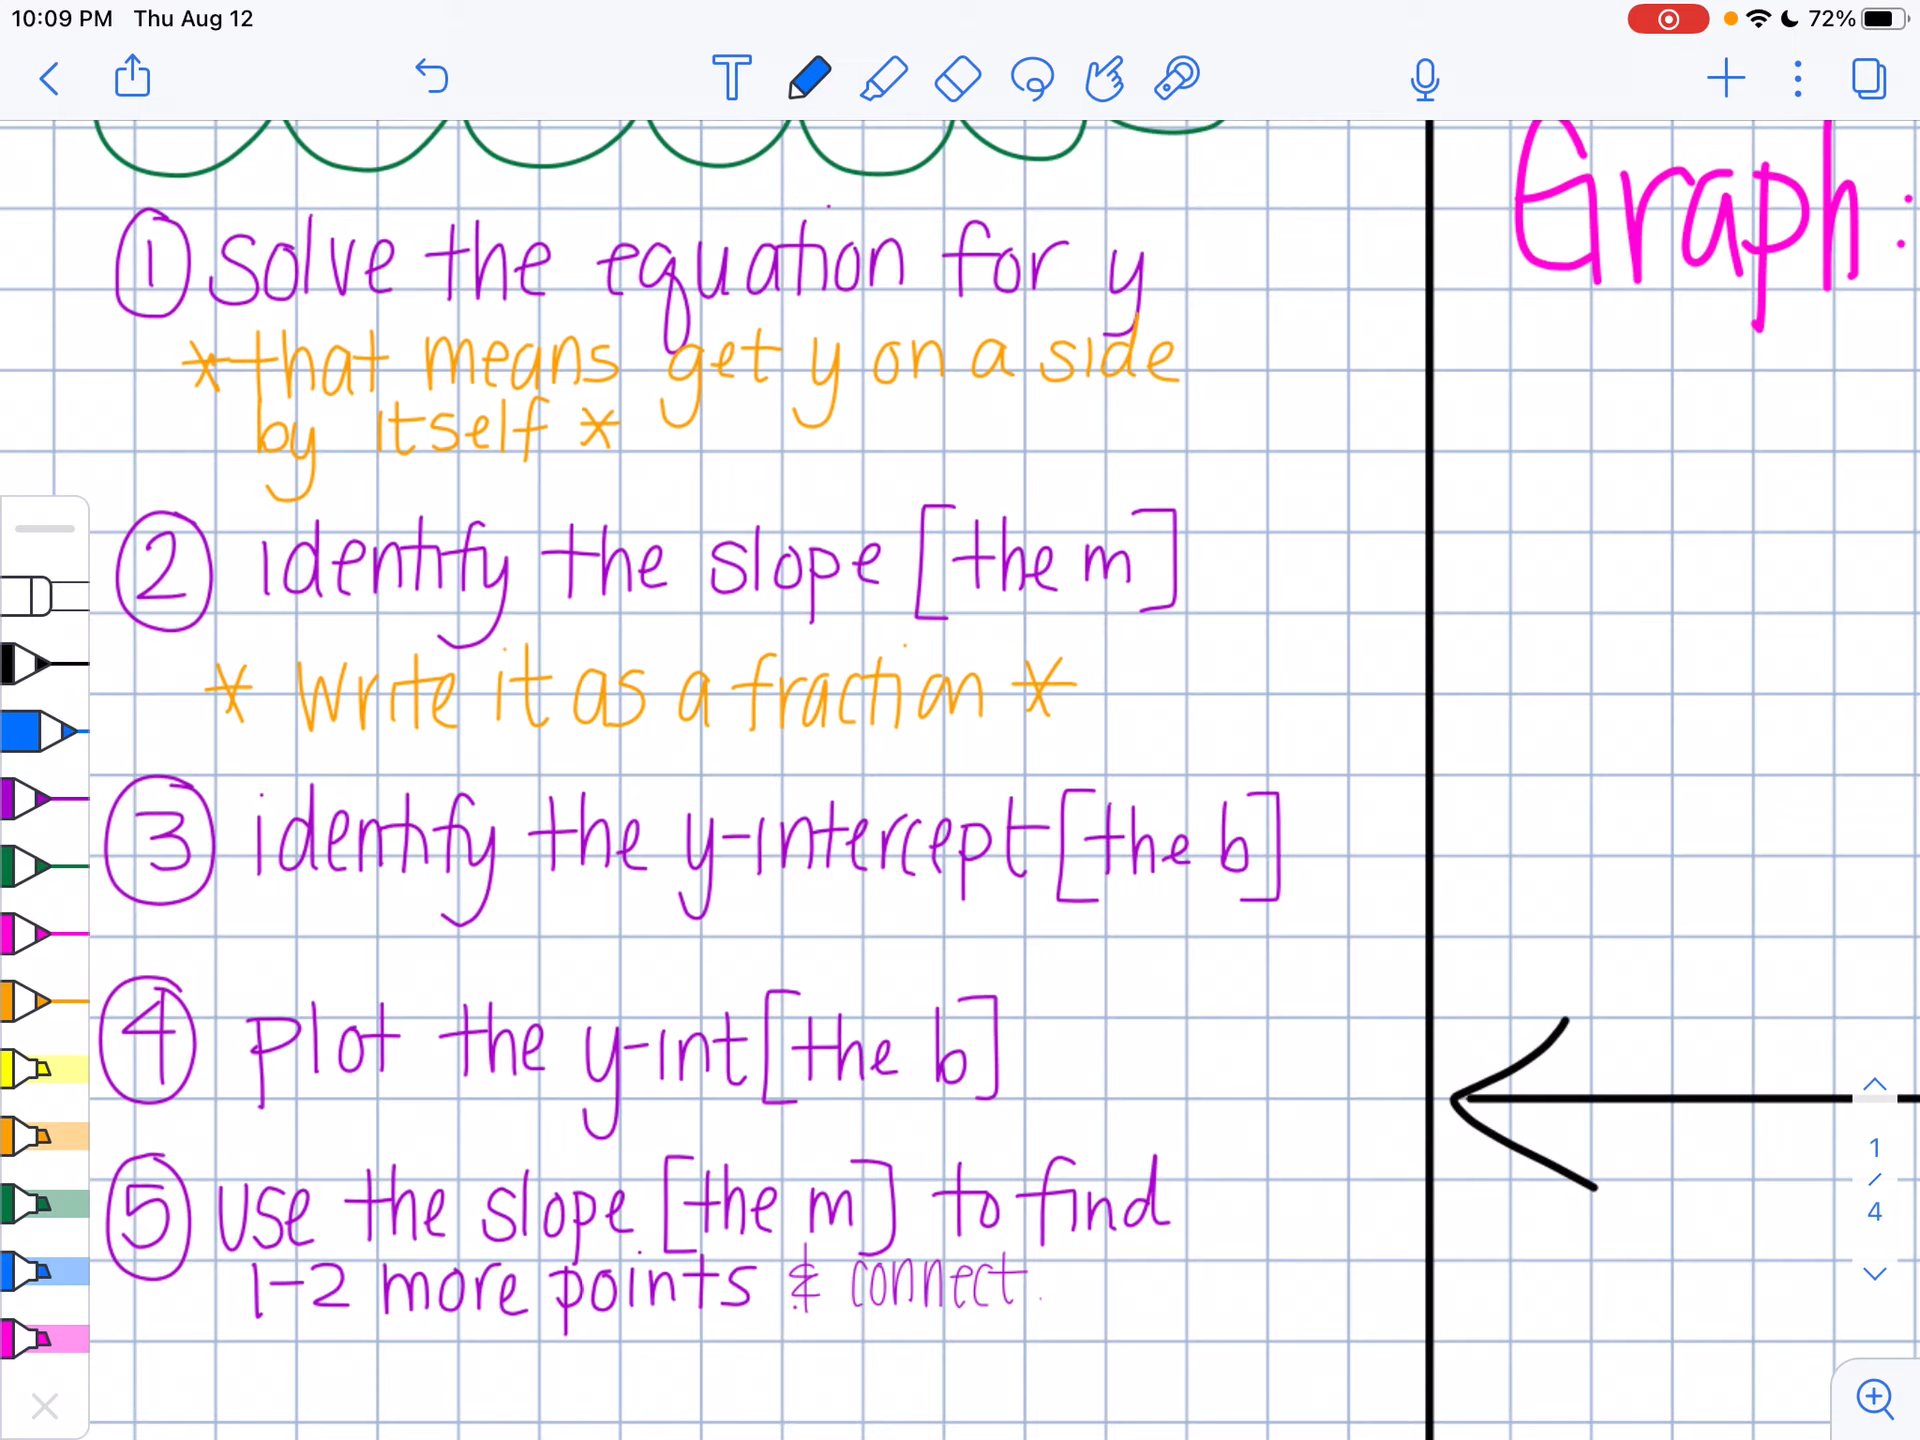 10:09 PM Thu Aug 12
72%
Graph:
① Solve the equation for y
*that means get y on a side
by itself *
② identify the slope [the m]
* Write it as a fraction *
③ identify the y-intercept [the b]
④ plot the y-int [the b]
⑤ use the slope [the m] to find
1-2 more points & connect.
1
/
4